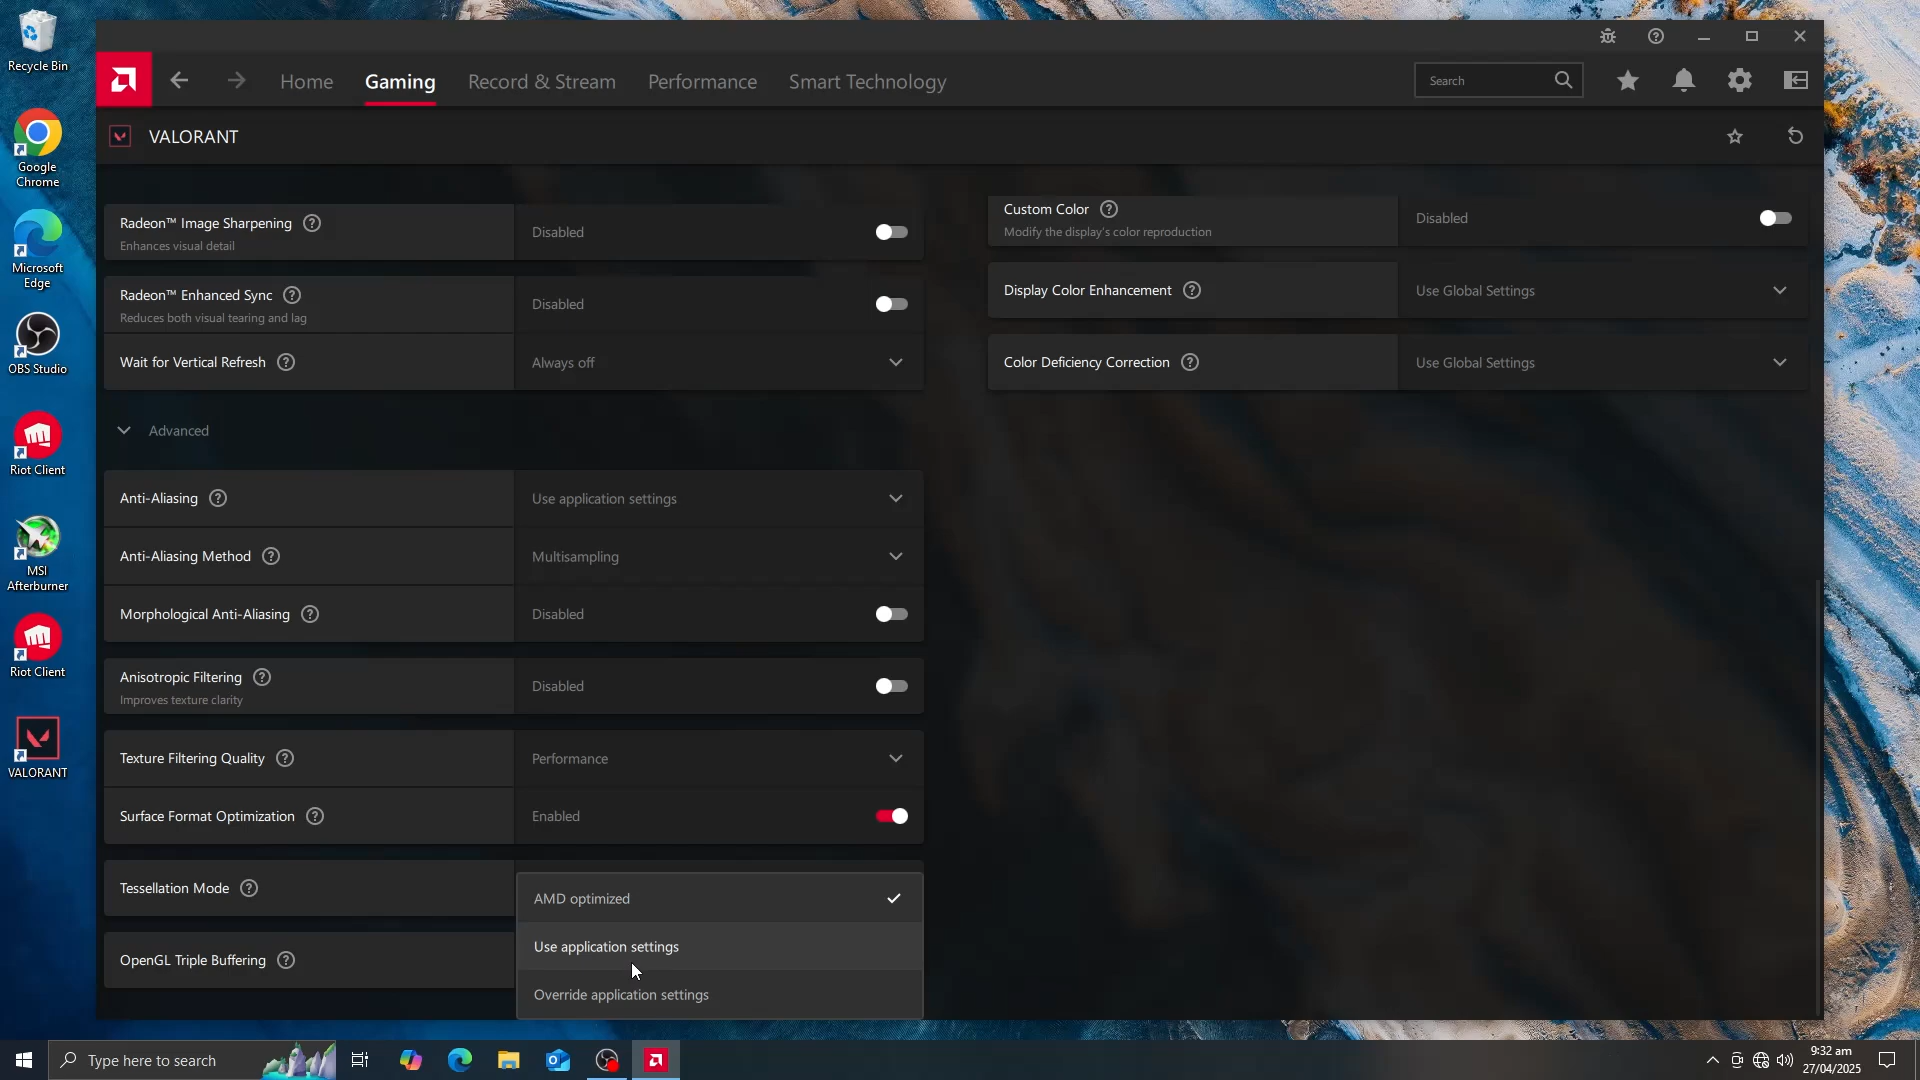 Recycle Bin
Google
Chrome
Microsoft
Edge
OBS Studio
Riot Client
MSI
Afterburner
Riot Client
VALORANT
Home
Gaming
Record & Stream
Performance
Smart Technology
Search
VALORANT
Radeon™ Image Sharpening
Enhances visual detail
Disabled
Radeon™ Enhanced Sync
Reduces both visual tearing and lag
Disabled
Wait for Vertical Refresh
Always off
Advanced
Anti-Aliasing
Use application settings
Anti-Aliasing Method
Multisampling
Morphological Anti-Aliasing
Disabled
Anisotropic Filtering
Improves texture clarity
Disabled
Texture Filtering Quality
Performance
Surface Format Optimization
Enabled
Tessellation Mode
AMD optimized
Use application settings
Override application settings
OpenGL Triple Buffering
Custom Color
Modify the display's color reproduction
Disabled
Display Color Enhancement
Use Global Settings
Color Deficiency Correction
Use Global Settings
Type here to search
9:32 am
27/04/2025